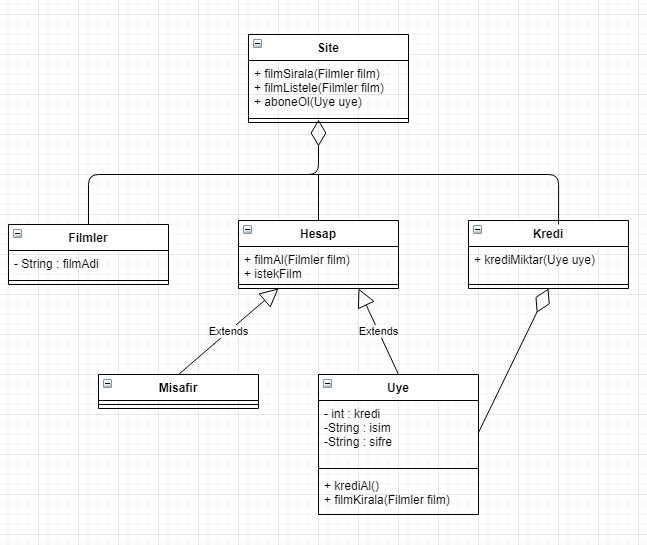 Site
+ filmSirala(Filmler film)
+ filmListele(Filmler film)
+ aboneOl(Uye uye)
Filmler
- String : filmAdi
Hesap
+ filmAl(Filmler film)
+ istekFilm
Kredi
+ krediMiktar(Uye uye)
Extends
Extends
Misafir
Uye
- int : kredi
-String : isim
-String : sifre
+ krediAl()
+ filmKirala(Filmler film)